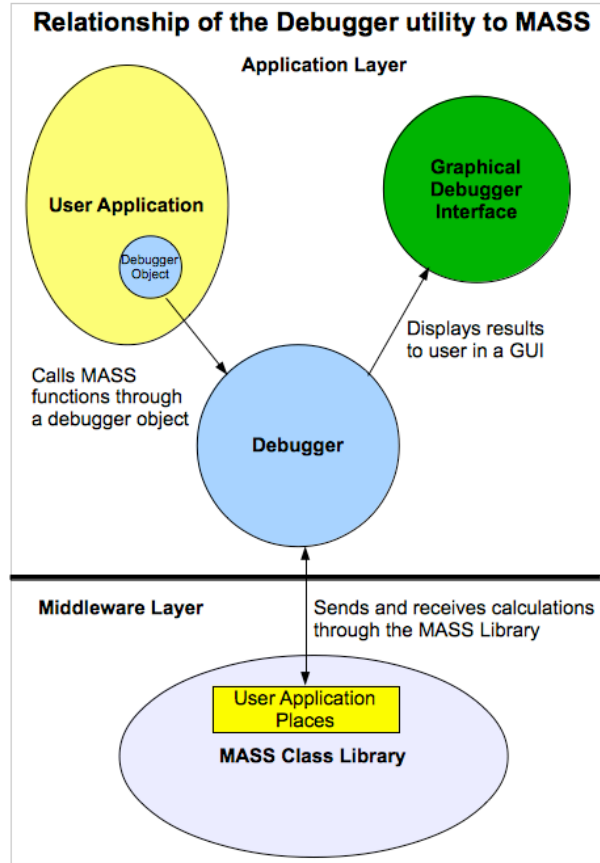 Relationship of the Debugger utility to MASS
Application Layer
User Application
Debugger
Object
Graphical
Debugger
Interface
Calls MASS
functions through
a debugger object
Displays results
to user in a GUI
Debugger
Middleware Layer
Sends and receives calculations
through the MASS Library
User Application
Places
MASS Class Library